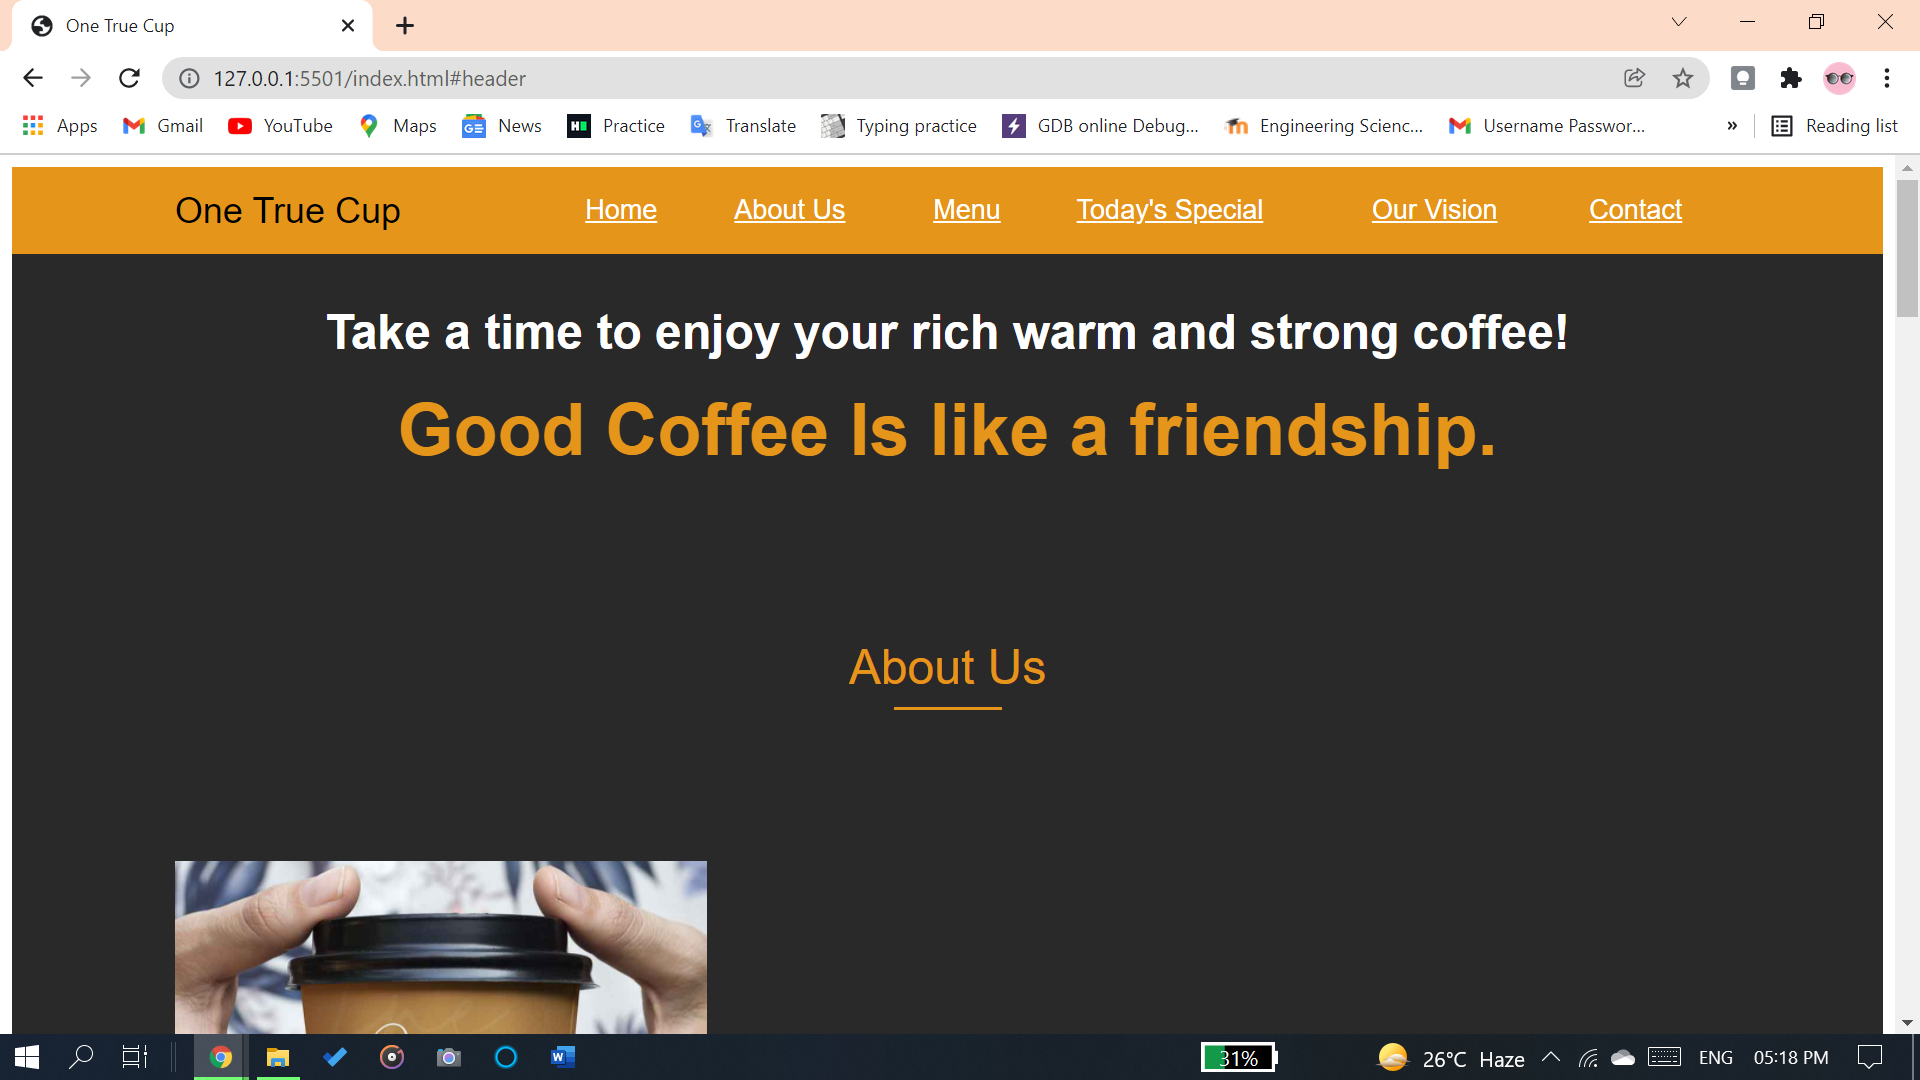 One True Cup
127.0.0.1:5501/index.html#header
Apps Gmail YouTube Maps News Practice Translate Typing practice GDB online Debug... Engineering Scienc... Username Passwor... » Reading list
One True Cup Home About Us Menu Today's Special Our Vision Contact
Take a time to enjoy your rich warm and strong coffee!
Good Coffee Is like a friendship.
About Us
31% 26°C Haze ENG 05:18 PM